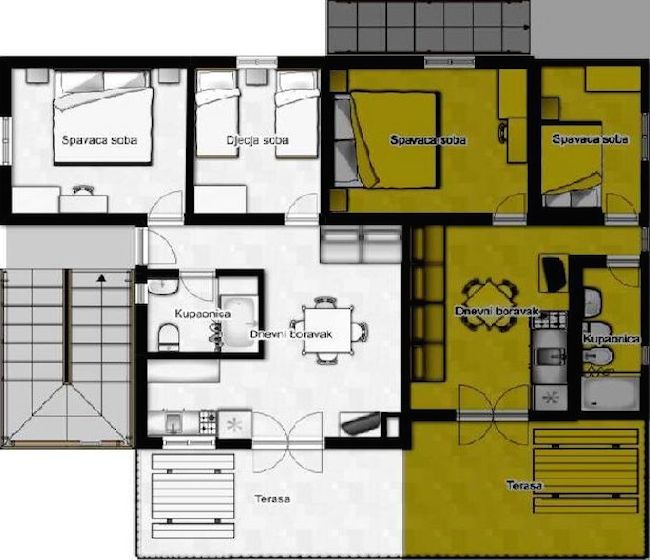 Spavaca soba
Djecja soba
Spavaca soba
Spavaca soba
Kupaonica
Dnevni boravak
Dnevni boravak
Kupaonica
Terasa
Terasa